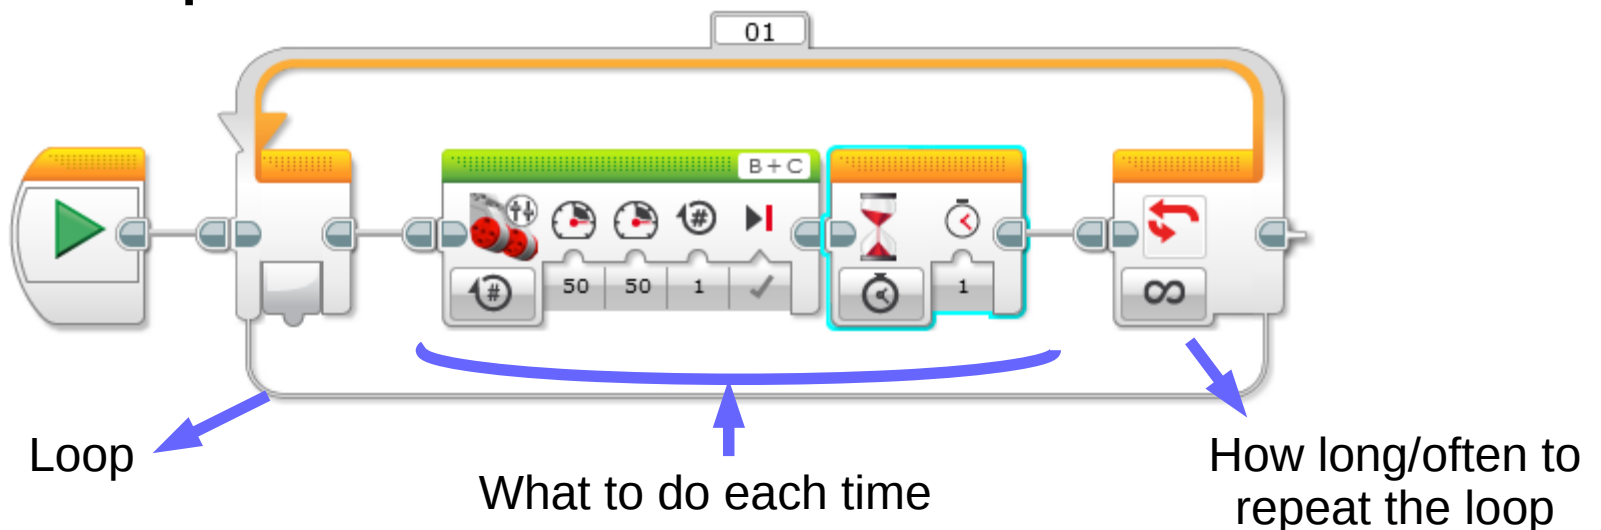 01
B + C
#
# 50 50 1 1
∞
Loop
What to do each time
How long/often to
repeat the loop